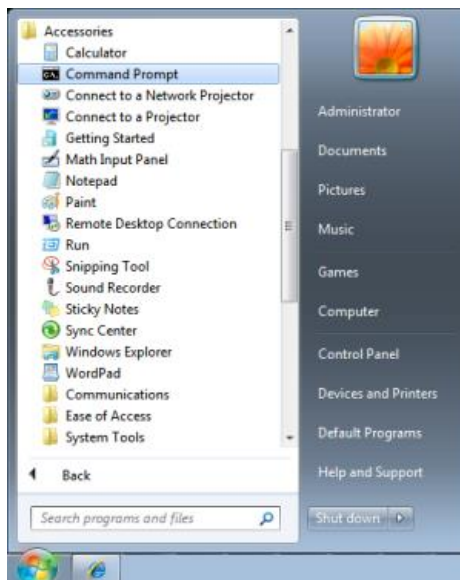 Accessories
Calculator
Command Prompt
Connect to a Network Projector
Connect to a Projector
Getting Started
Math Input Panel
Notepad
Paint
Remote Desktop Connection
Run
Snipping Tool
Sound Recorder
Sticky Notes
Sync Center
Windows Explorer
WordPad
Communications
Ease of Access
System Tools
Back
Search programs and files
Administrator
Documents
Pictures
Music
Games
Computer
Control Panel
Devices and Printers
Default Programs
Help and Support
Shut down